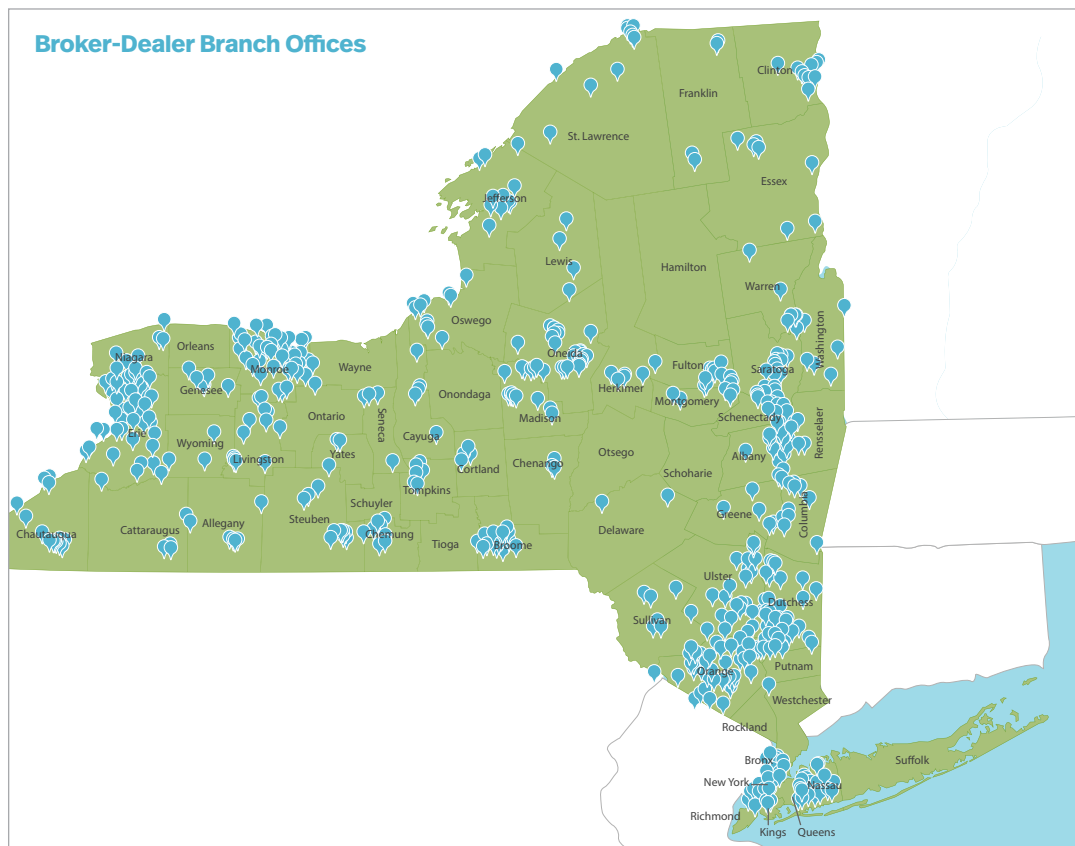 Broker-Dealer Branch Offices
Clinton
Franklin
St. Lawrence
Essex
Jefferson
Lewis
Hamilton
Warren
Washington
Oswego
Oneida
Herkimer
Fulton
Saratoga
Niagara
Orleans
Monroe
Wayne
Genesee
Onondaga
Madison
Montgomery
Schenectady
Rensselaer
Erie
Wyoming
Livingston
Ontario
Yates
Seneca
Cayuga
Cortland
Chenango
Otsego
Schoharie
Albany
Tompkins
Schuyler
Steuben
Chautauqua
Cattaraugus
Allegany
Chemung
Tioga
Broome
Delaware
Greene
Columbia
Ulster
Dutchess
Sullivan
Orange
Putnam
Westchester
Rockland
Bronx
New York
Nassau
Suffolk
Richmond
Kings
Queens